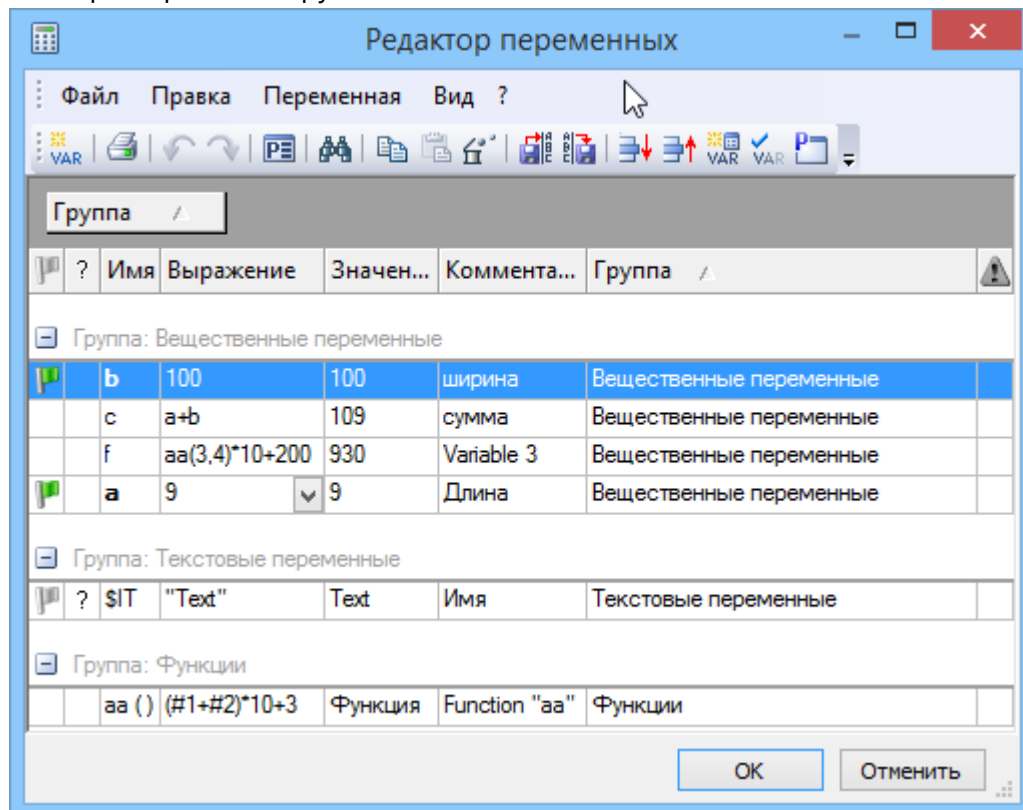 Редактор переменных
Файл Правка Переменная Вид ?
VAR PE VAR VAR P
Группа
? Имя Выражение Значен... Коммента... Группа
Группа: Вещественные переменные
b 100 100 ширина Вещественные переменные
c a+b 109 сумма Вещественные переменные
f aa(3,4)*10+200 930 Variable 3 Вещественные переменные
a 9 9 Длина Вещественные переменные
Группа: Текстовые переменные
? $IT "Text" Text Имя Текстовые переменные
Группа: Функции
aa () (#1+#2)*10+3 Функция Function "aa" Функции
OK Отменить